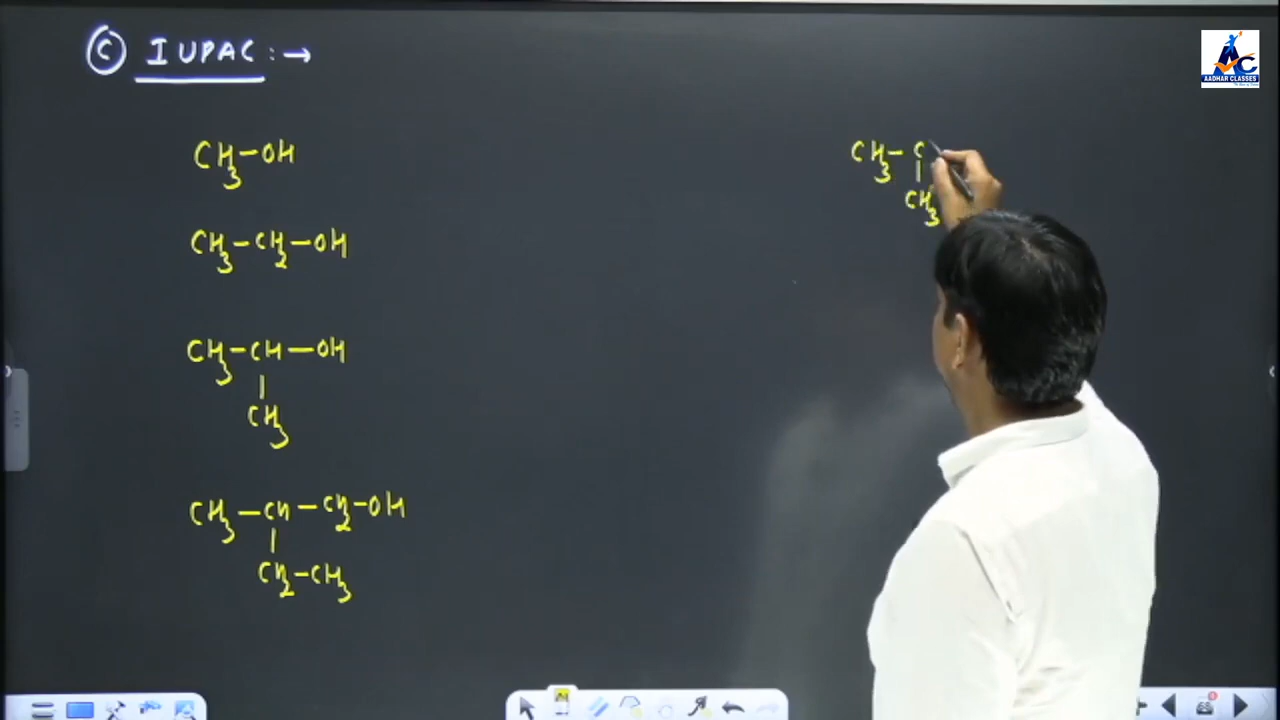 C IUPAC :→
CH3-OH
CH3-CH2-OH
CH3-CH-OH
|
CH3
CH3-CH-CH2-OH
|
CH2-CH3
CH3-C
|
CH3
AC
AADHAR CLASSES